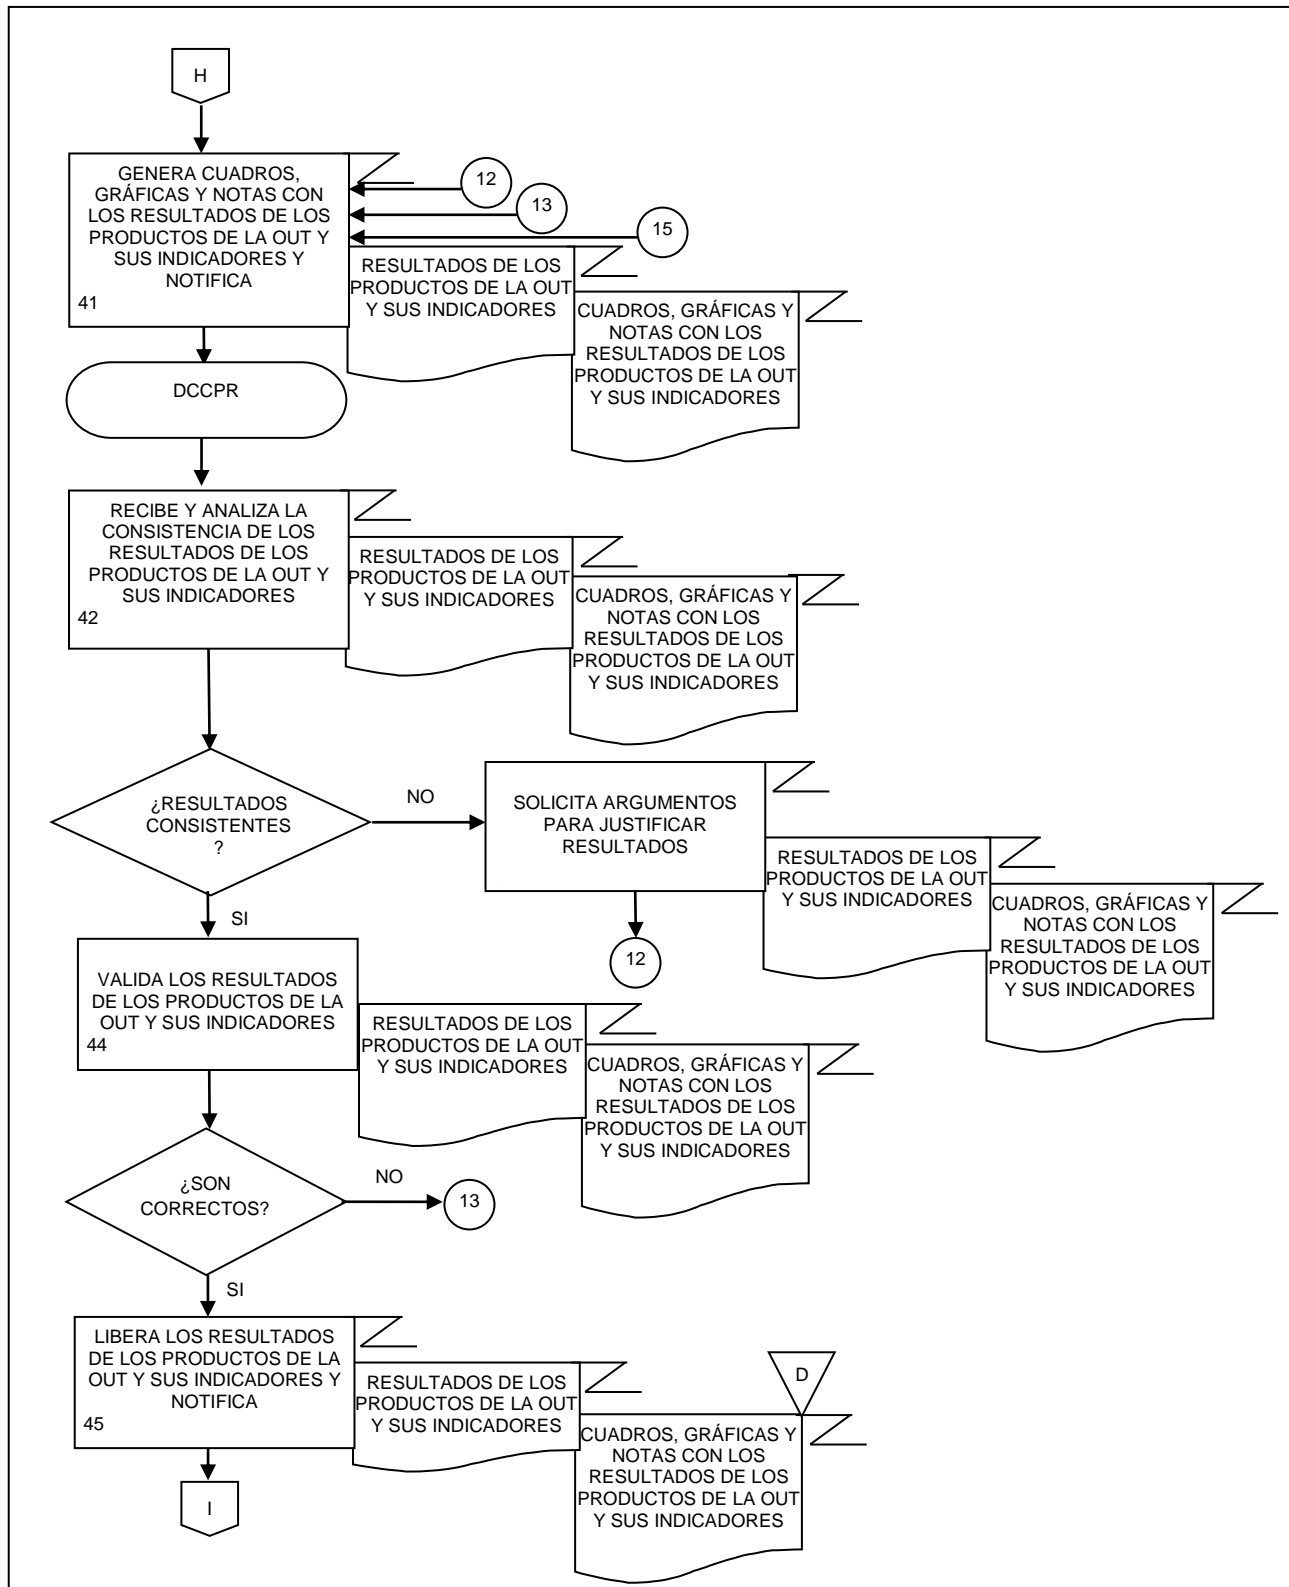 H
GENERA CUADROS,
GRÁFICAS Y NOTAS CON
LOS RESULTADOS DE LOS
PRODUCTOS DE LA OUT Y
SUS INDICADORES Y
NOTIFICA
41
12
13
15
RESULTADOS DE LOS
PRODUCTOS DE LA OUT
Y SUS INDICADORES
CUADROS, GRÁFICAS Y
NOTAS CON LOS
RESULTADOS DE LOS
PRODUCTOS DE LA OUT
Y SUS INDICADORES
DCCPR
RECIBE Y ANALIZA LA
CONSISTENCIA DE LOS
RESULTADOS DE LOS
PRODUCTOS DE LA OUT Y
SUS INDICADORES
42
RESULTADOS DE LOS
PRODUCTOS DE LA OUT
Y SUS INDICADORES
CUADROS, GRÁFICAS Y
NOTAS CON LOS
RESULTADOS DE LOS
PRODUCTOS DE LA OUT
Y SUS INDICADORES
¿RESULTADOS
CONSISTENTES
?
NO
SOLICITA ARGUMENTOS
PARA JUSTIFICAR
RESULTADOS
RESULTADOS DE LOS
PRODUCTOS DE LA OUT
Y SUS INDICADORES
CUADROS, GRÁFICAS Y
NOTAS CON LOS
RESULTADOS DE LOS
PRODUCTOS DE LA OUT
Y SUS INDICADORES
12
SI
VALIDA LOS RESULTADOS
DE LOS PRODUCTOS DE LA
OUT Y SUS INDICADORES
44
RESULTADOS DE LOS
PRODUCTOS DE LA OUT
Y SUS INDICADORES
CUADROS, GRÁFICAS Y
NOTAS CON LOS
RESULTADOS DE LOS
PRODUCTOS DE LA OUT
Y SUS INDICADORES
¿SON
CORRECTOS?
NO
13
SI
LIBERA LOS RESULTADOS
DE LOS PRODUCTOS DE LA
OUT Y SUS INDICADORES Y
NOTIFICA
45
RESULTADOS DE LOS
PRODUCTOS DE LA OUT
Y SUS INDICADORES
D
CUADROS, GRÁFICAS Y
NOTAS CON LOS
RESULTADOS DE LOS
PRODUCTOS DE LA OUT
Y SUS INDICADORES
I